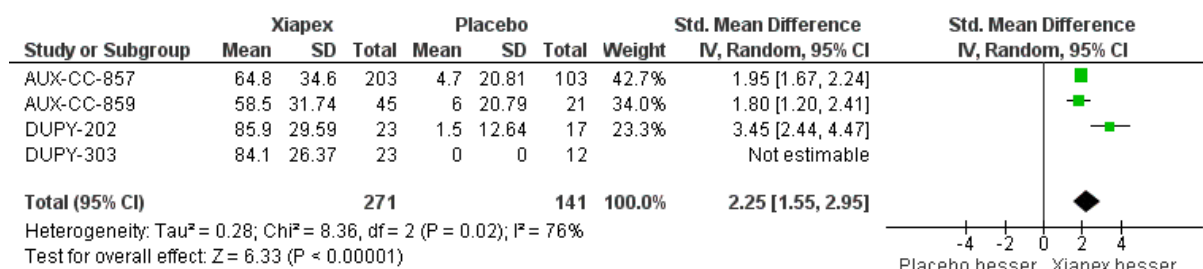 Xiapex Placebo Std. Mean Difference Std. Mean Difference
Study or Subgroup Mean SD Total Mean SD Total Weight IV, Random, 95% CI IV, Random, 95% CI
AUX-CC-857 64.8 34.6 203 4.7 20.81 103 42.7% 1.95 [1.67, 2.24]
AUX-CC-859 58.5 31.74 45 6 20.79 21 34.0% 1.80 [1.20, 2.41]
DUPY-202 85.9 29.59 23 1.5 12.64 17 23.3% 3.45 [2.44, 4.47]
DUPY-303 84.1 26.37 23 0 0 12 Not estimable
Total (95% CI) 271 141 100.0% 2.25 [1.55, 2.95]
Heterogeneity: Tau² = 0.28; Chi² = 8.36, df = 2 (P = 0.02); I² = 76%
Test for overall effect: Z = 6.33 (P < 0.00001)
-4 -2 0 2 4
Placebo besser Xiapex besser